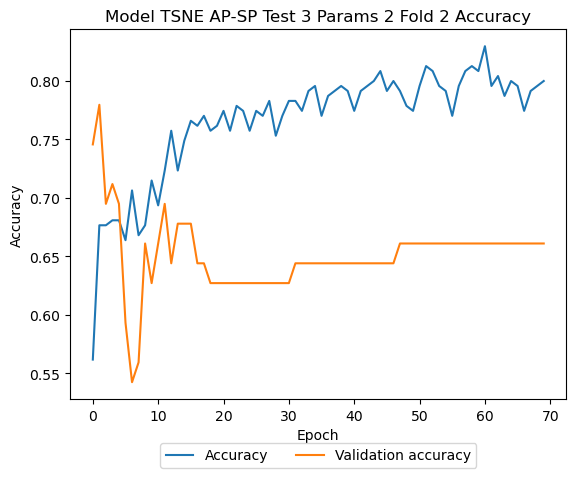 Model TSNE AP-SP Test 3 Params 2 Fold 2 Accuracy
0.80
0.75
0.70
0.65
0.60
0.55
Accuracy
0 10 20 30 40 50 60 70
Epoch
Accuracy Validation accuracy